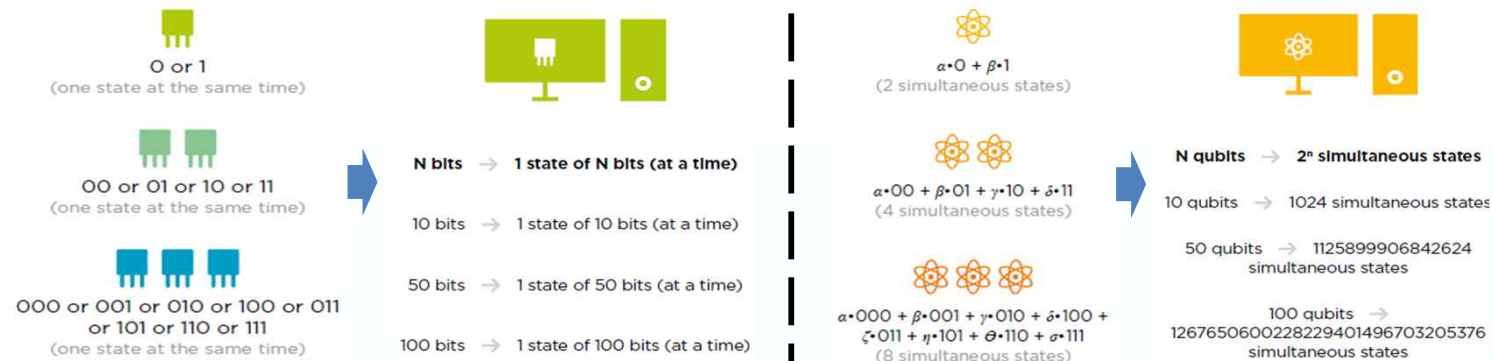 0 or 1
(one state at the same time)
00 or 01 or 10 or 11
(one state at the same time)
000 or 001 or 010 or 100 or 011
or 101 or 110 or 111
(one state at the same time)
N bits → 1 state of N bits (at a time)
10 bits → 1 state of 10 bits (at a time)
50 bits → 1 state of 50 bits (at a time)
100 bits → 1 state of 100 bits (at a time)
α•0 + β•1
(2 simultaneous states)
α•00 + β•01 + γ•10 + δ•11
(4 simultaneous states)
α•000 + β•001 + γ•010 + δ•100 +
ζ•011 + η•101 + θ•110 + σ•111
(8 simultaneous states)
N qubits → 2ⁿ simultaneous states
10 qubits → 1024 simultaneous states
50 qubits → 1125899906842624
simultaneous states
100 qubits →
1267650600228229401496703205376
simultaneous states